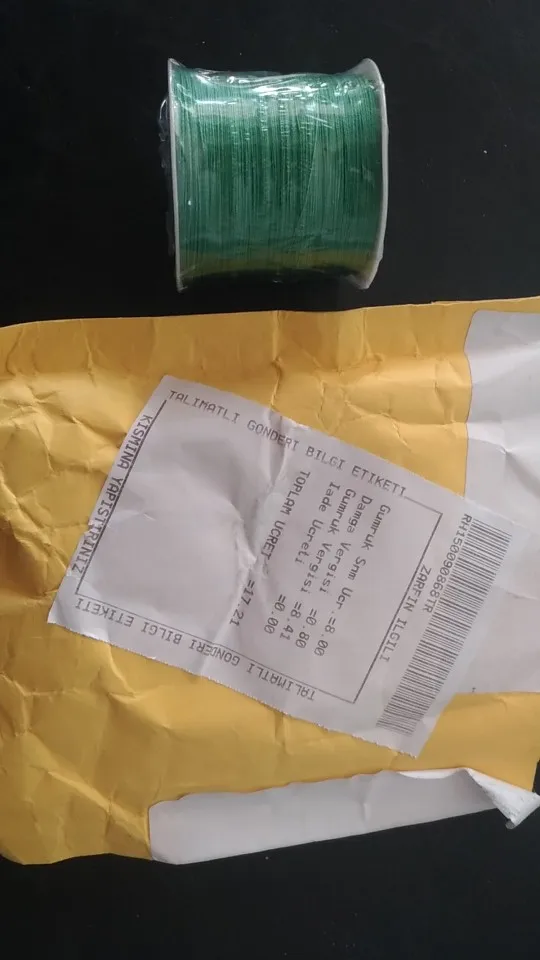 RH150090868TR
ZARFIN ILGILI
KISMINA YAPISTIRINIZ
TALIMATLI GONDERI BILGI ETIKETI
TALIMATLI GONDERI BILGI ETIKETI
Gumruk Snm Ucr.=8.00
Damga Vergisi =0.80
Gumruk Vergisi =8.41
Iade Ucreti =0.00
TOPLAM UCRET =17.21